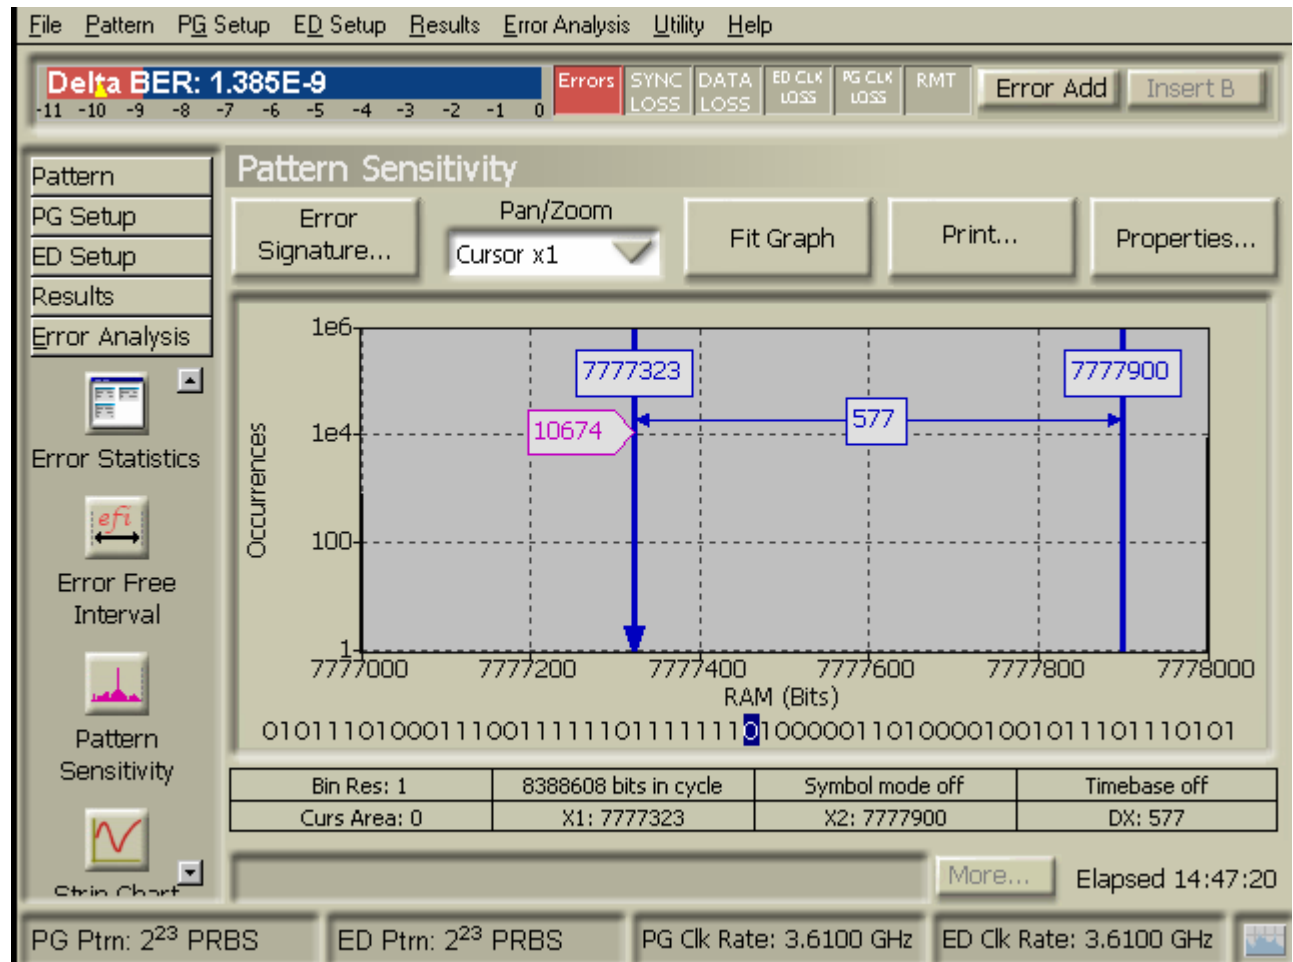 File Pattern PG Setup ED Setup Results Error Analysis Utility Help
Delta BER: 1.385E-9
-11 -10 -9 -8 -7 -6 -5 -4 -3 -2 -1 0
Errors
SYNC LOSS
DATA LOSS
ED CLK LOSS
PG CLK LOSS
RMT
Error Add
Insert B
Pattern
PG Setup
ED Setup
Results
Error Analysis
Error Statistics
efi
Error Free
Interval
Pattern
Sensitivity
Strip Chart
Pattern Sensitivity
Error
Signature...
Pan/Zoom
Cursor x1
Fit Graph
Print...
Properties...
1e6
1e4
100
1
Occurrences
7777323
7777900
10674
577
7777000 7777200 7777400 7777600 7777800 7778000
RAM (Bits)
010111010001110011111101111111010000011010000100101110111010​1
Bin Res: 1 8388608 bits in cycle Symbol mode off Timebase off
Curs Area: 0 X1: 7777323 X2: 7777900 DX: 577
More...
Elapsed 14:47:20
PG Ptrn: 2²³ PRBS ED Ptrn: 2²³ PRBS PG Clk Rate: 3.6100 GHz ED Clk Rate: 3.6100 GHz